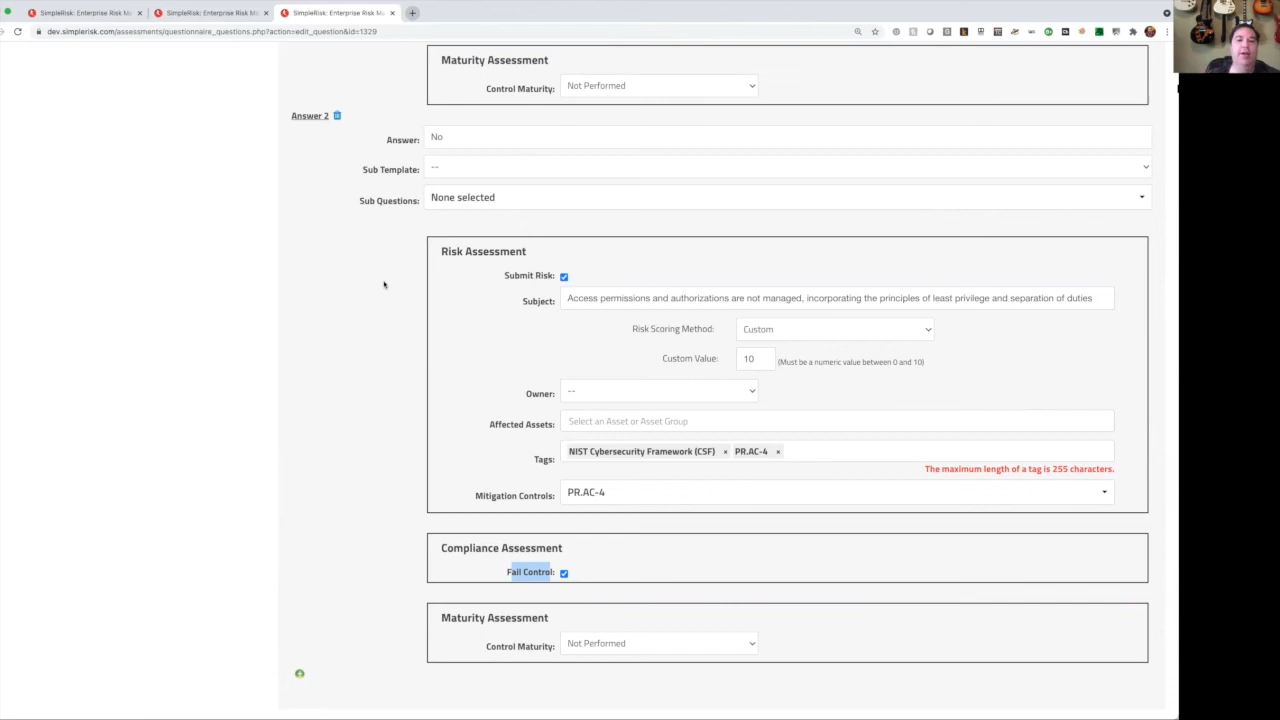 SimpleRisk: Enterprise Risk M
SimpleRisk: Enterprise Risk M
SimpleRisk: Enterprise Risk M
dev.simplerisk.com/assessments/questionnaire_questions.php?action=edit_question&id=1329
Maturity Assessment
Control Maturity: Not Performed
Answer 2
Answer: No
Sub Template: --
Sub Questions: None selected
Risk Assessment
Submit Risk:
Subject: Access permissions and authorizations are not managed, incorporating the principles of least privilege and separation of duties
Risk Scoring Method: Custom
Custom Value: 10 (Must be a numeric value between 0 and 10)
Owner: --
Affected Assets: Select an Asset or Asset Group
Tags: NIST Cybersecurity Framework (CSF) × PR.AC-4 ×
The maximum length of a tag is 255 characters.
Mitigation Controls: PR.AC-4
Compliance Assessment
Fail Control:
Maturity Assessment
Control Maturity: Not Performed